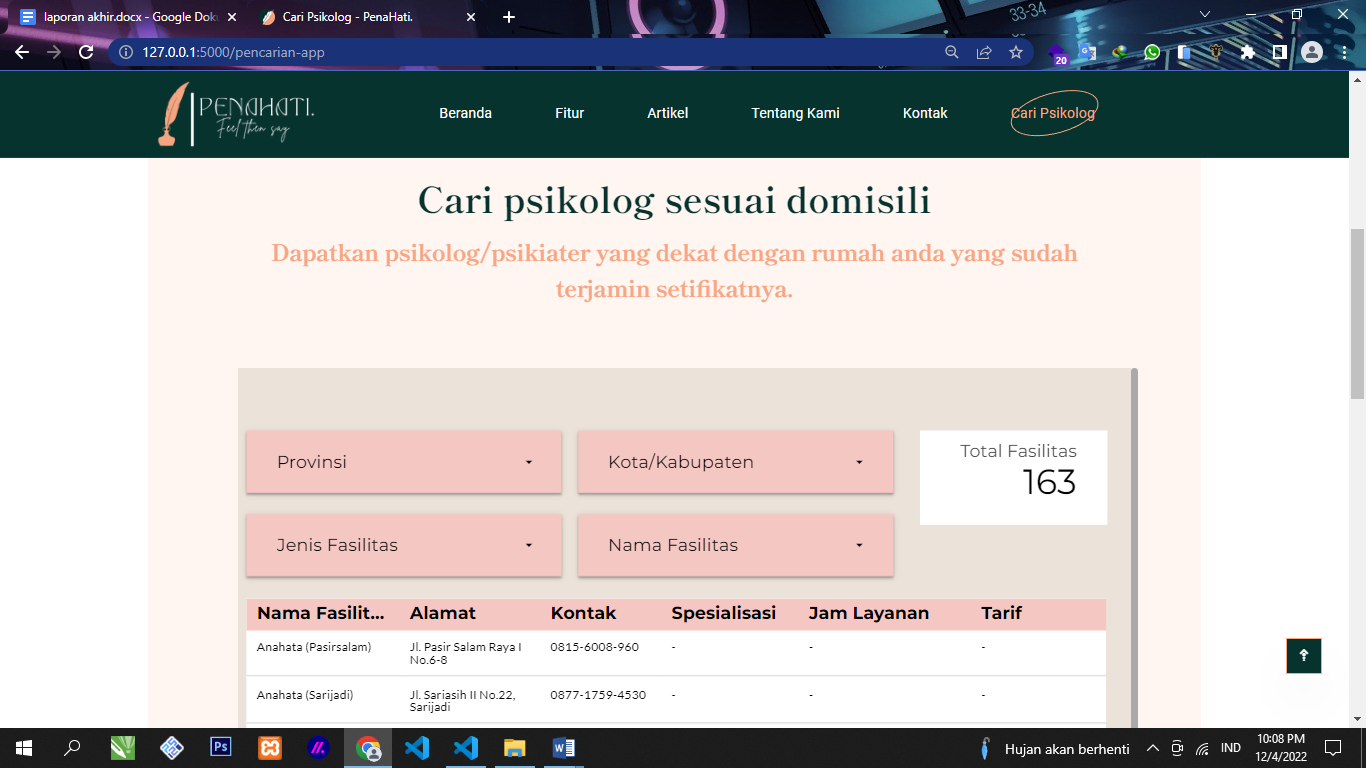 laporan akhir.docx - Google Dok
Cari Psikolog - PenaHati.
33-34
127.0.0.1:5000/pencarian-app
20
PENAHATI.
Feel then say
Beranda
Fitur
Artikel
Tentang Kami
Kontak
Cari Psikolog
Cari psikolog sesuai domisili
Dapatkan psikolog/psikiater yang dekat dengan rumah anda yang sudah
terjamin setifikatnya.
Provinsi
Kota/Kabupaten
Total Fasilitas
163
Jenis Fasilitas
Nama Fasilitas
Nama Fasilit... Alamat Kontak Spesialisasi Jam Layanan Tarif
Anahata (Pasirsalam) Jl. Pasir Salam Raya I 0815-6008-960 - - -
No.6-8
Anahata (Sarijadi) Jl. Sariasih II No.22, 0877-1759-4530 - - -
Sarijadi
Ps
Hujan akan berhenti
IND
10:08 PM
12/4/2022